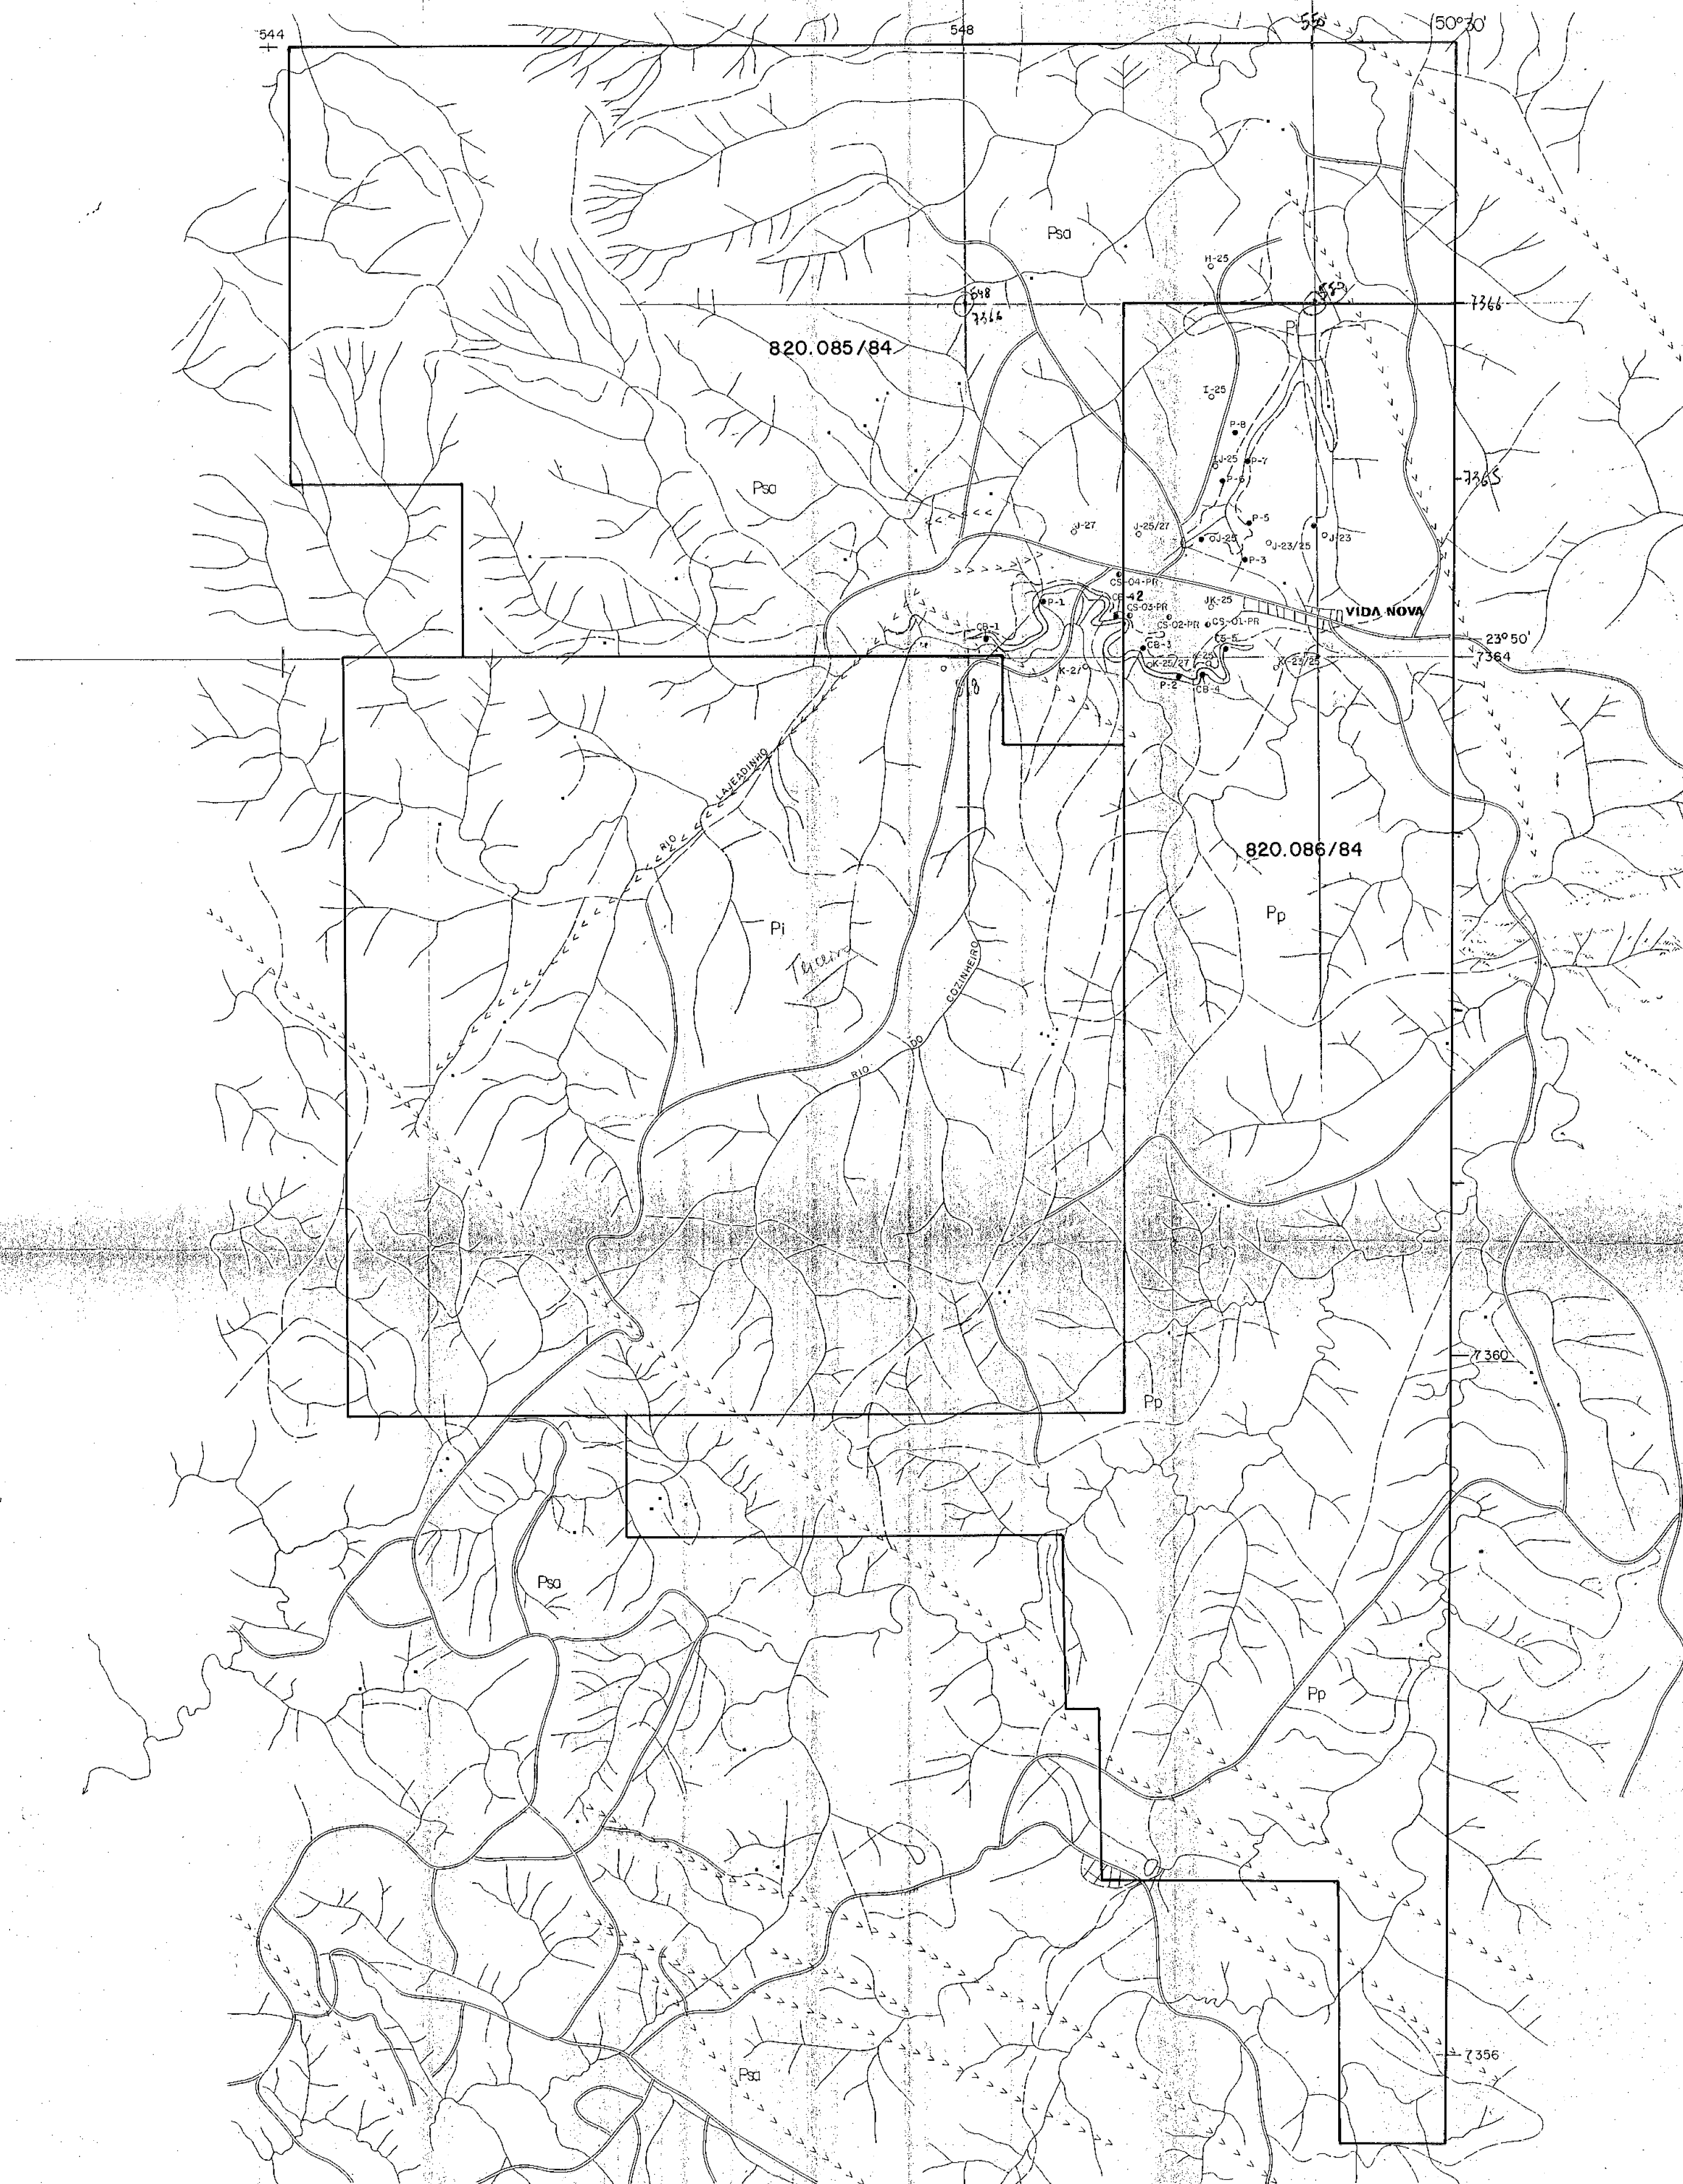 544
548
550
50°30'
Psa
H-25
548
7366
7366
Pi
820.085/84
I-25
P-8
IJ-25
P-7
P-6
7365
Psa
J-27
J-25/27
P-5
J-25
J-23/25
J-23
P-3
CS-04-PR
P-1
CS-03-PR
JK-25
VIDA NOVA
CS-02-PR
CS-01-PR
CB-1
23°50'
CB-3
7364
K-25/27
K-23/25
P-2
CB-4
RIO LAJEADINHO
820.086/84
Pi
Pp
RIO DO COZINHEIRO
7360
Pp
Psa
Pp
7356
Psa